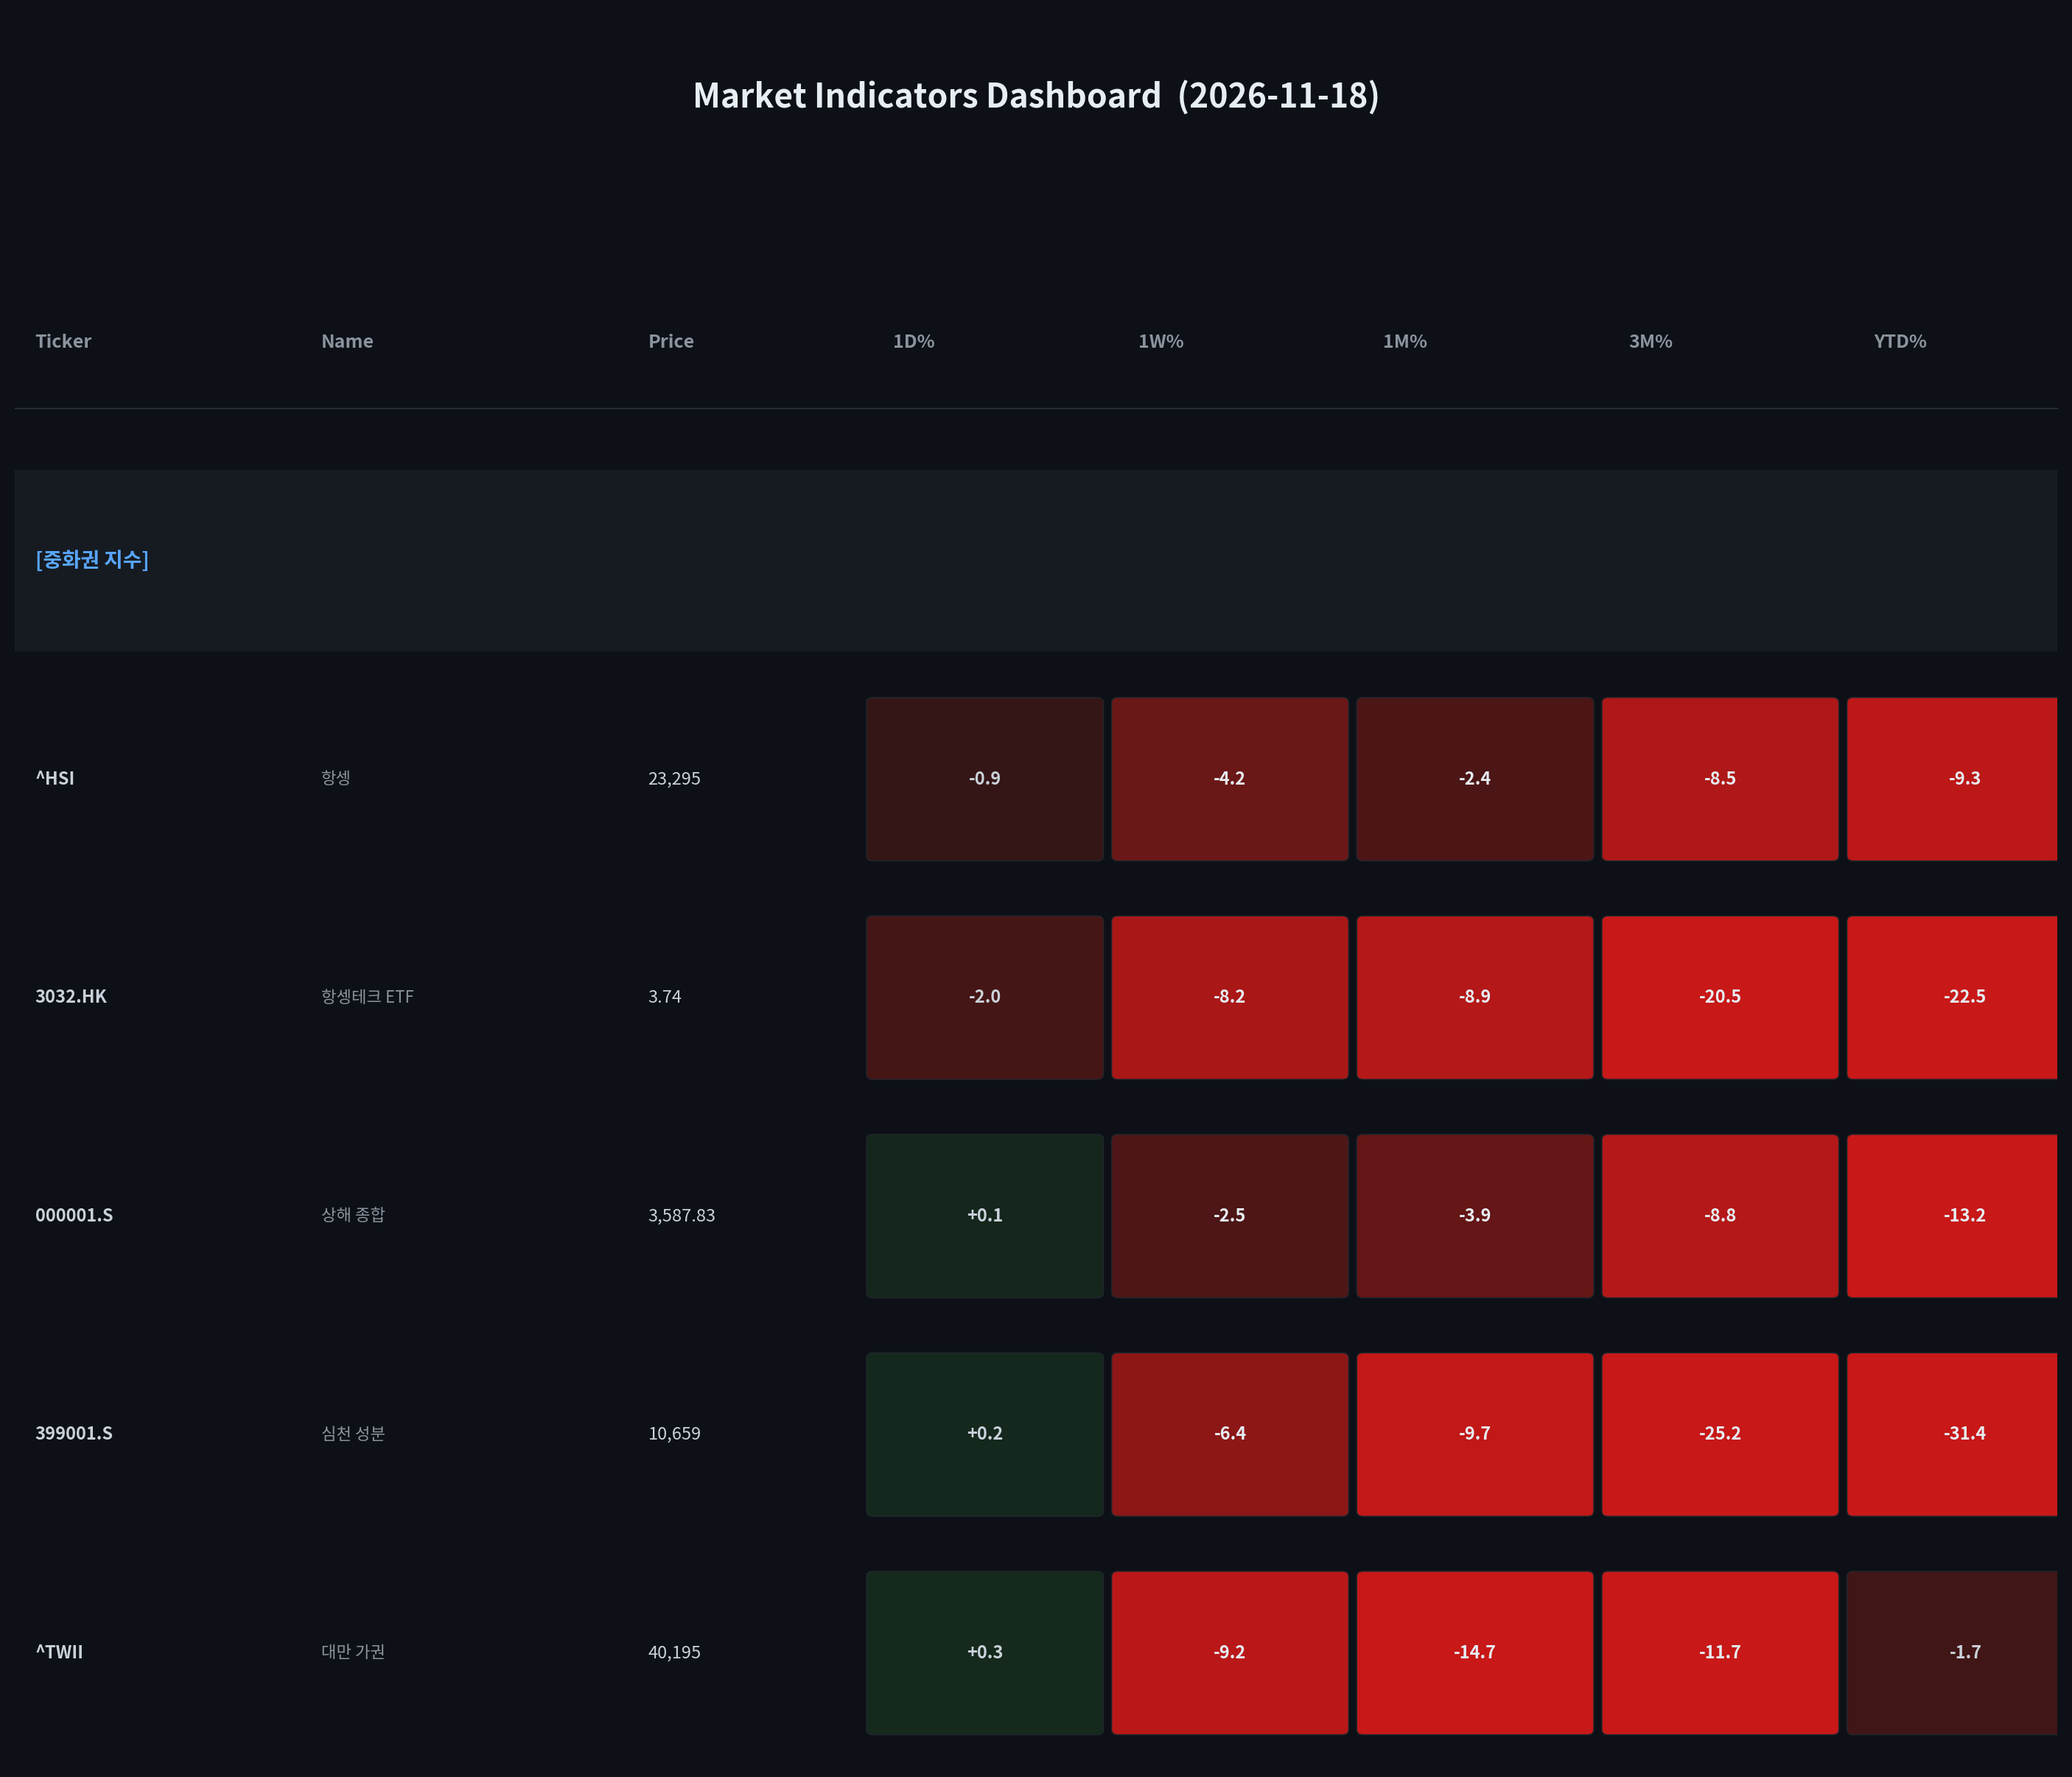 Market Indicators Dashboard (2026-11-18)
Ticker Name Price 1D% 1W% 1M% 3M% YTD%
[중화권 지수]
^HSI 항셍 23,295 -0.9 -4.2 -2.4 -8.5 -9.3
3032.HK 항셍테크 ETF 3.74 -2.0 -8.2 -8.9 -20.5 -22.5
000001.S 상해 종합 3,587.83 +0.1 -2.5 -3.9 -8.8 -13.2
399001.S 심천 성분 10,659 +0.2 -6.4 -9.7 -25.2 -31.4
^TWII 대만 가권 40,195 +0.3 -9.2 -14.7 -11.7 -1.7